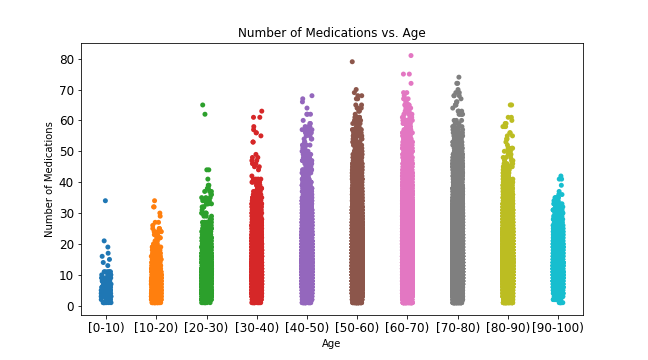 Number of Medications vs. Age
Number of Medications
80
70
60
50
40
30
20
10
0
[0-10) [10-20) [20-30) [30-40) [40-50) [50-60) [60-70) [70-80) [80-90) [90-100)
Age